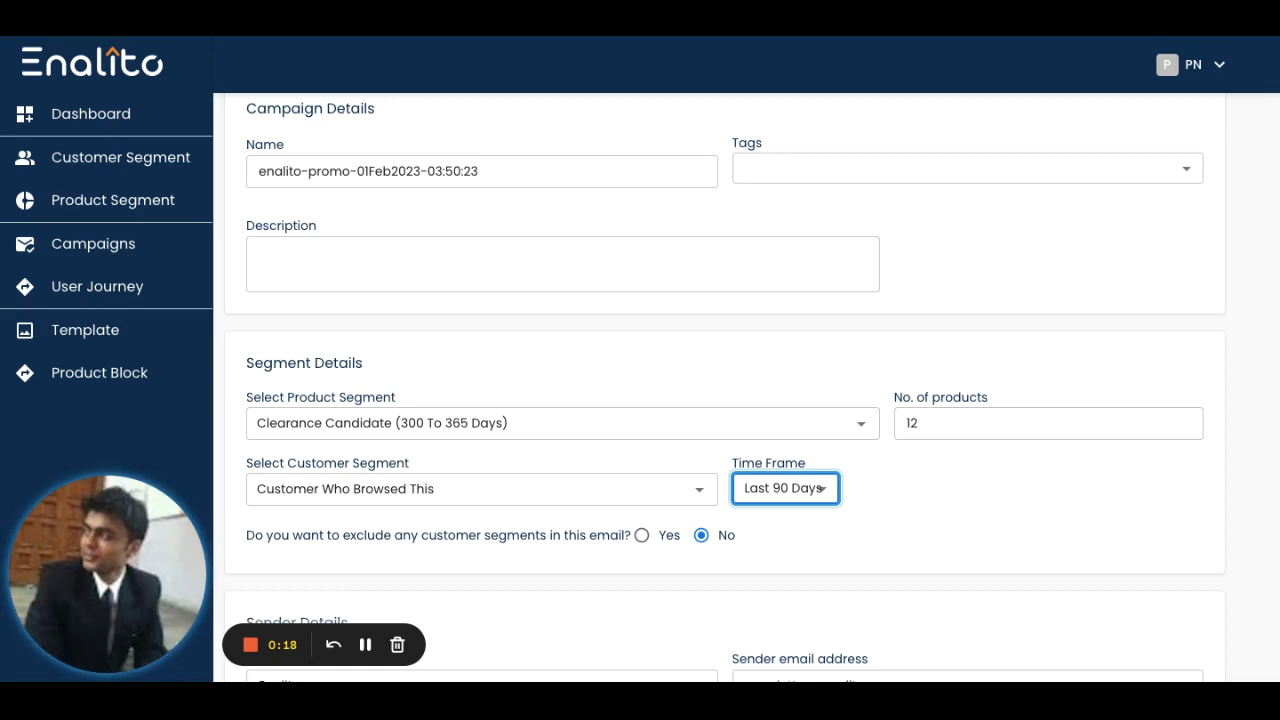 Enalito
P PN
Dashboard
Customer Segment
Product Segment
Campaigns
User Journey
Template
Product Block
Campaign Details
Name
Tags
enalito-promo-01Feb2023-03:50:23
Description
Segment Details
Select Product Segment
No. of products
Clearance Candidate (300 To 365 Days)
12
Select Customer Segment
Time Frame
Customer Who Browsed This
Last 90 Days
Do you want to exclude any customer segments in this email? Yes No
Sender Details
0:18
Sender email address